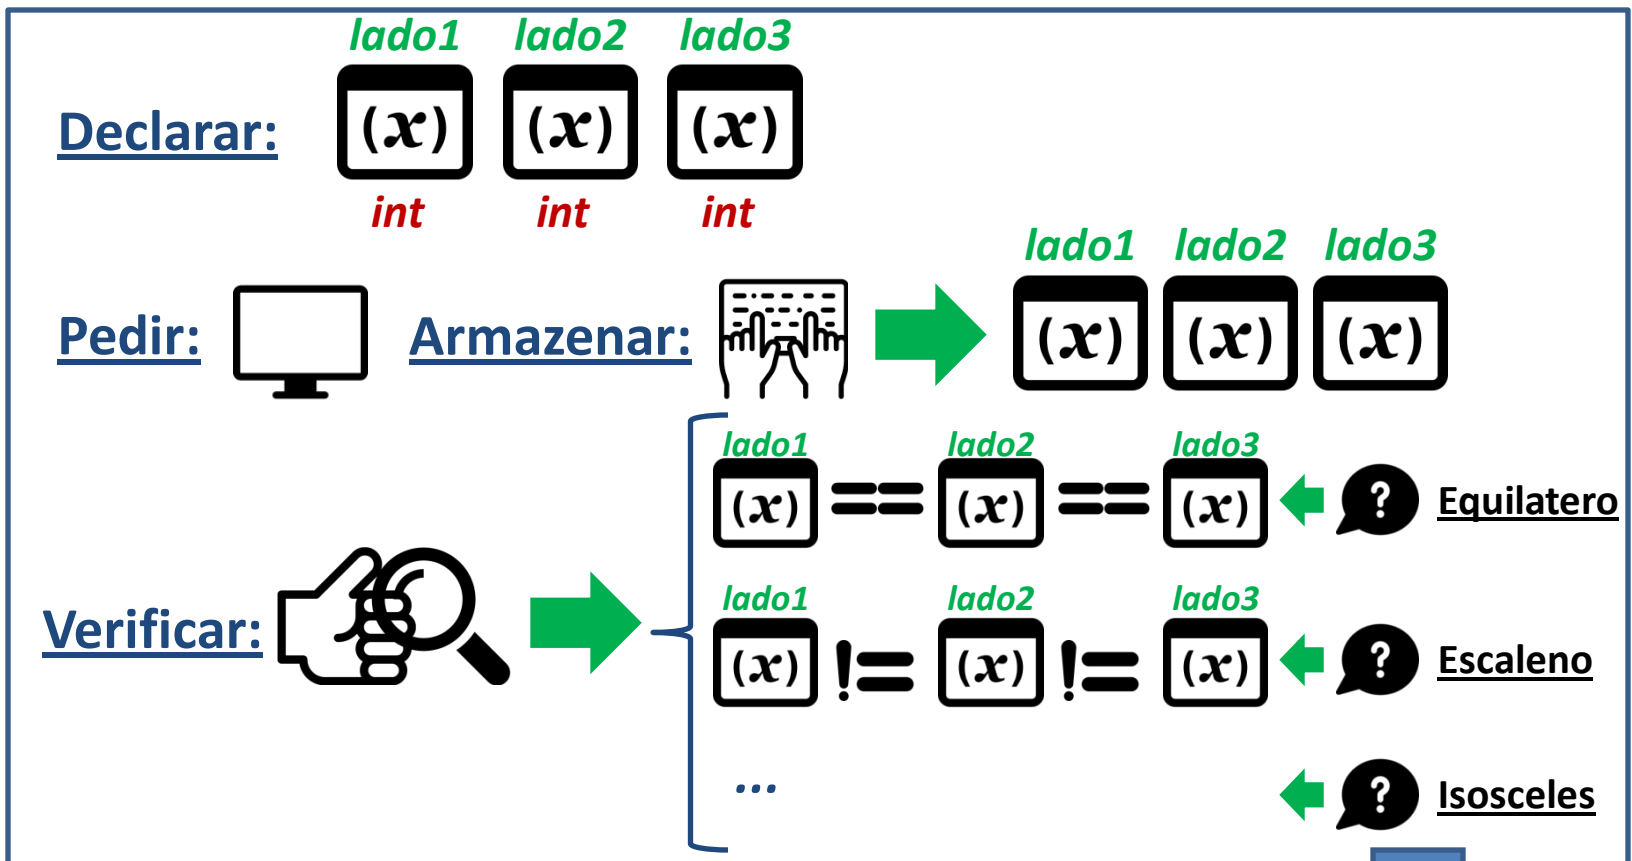 lado1 lado2 lado3
Declarar: (x) (x) (x)
int int int
lado1 lado2 lado3
Pedir: Armazenar: (x) (x) (x)
lado1 lado2 lado3
(x) == (x) == (x) ? Equilatero
lado1 lado2 lado3
Verificar: (x) != (x) != (x) ? Escaleno
... ? Isosceles